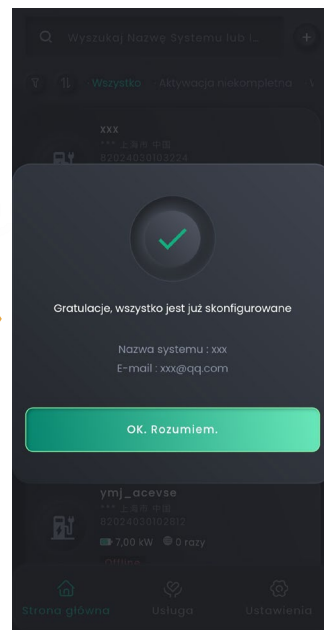 Wyszukaj Nazwę Systemu lub i...
Wszystko Aktywacja niekompletna
xxx
*** 上海市 中国
82024030103224
Gratulacje, wszystko jest już skonfigurowane
Nazwa systemu : xxx
E-mail : xxx@qq.com
OK. Rozumiem.
ymj_acevse
*** 上海市 中国
7,00 kW 0 razy
Offline
Strona główna Usługa Ustawienia